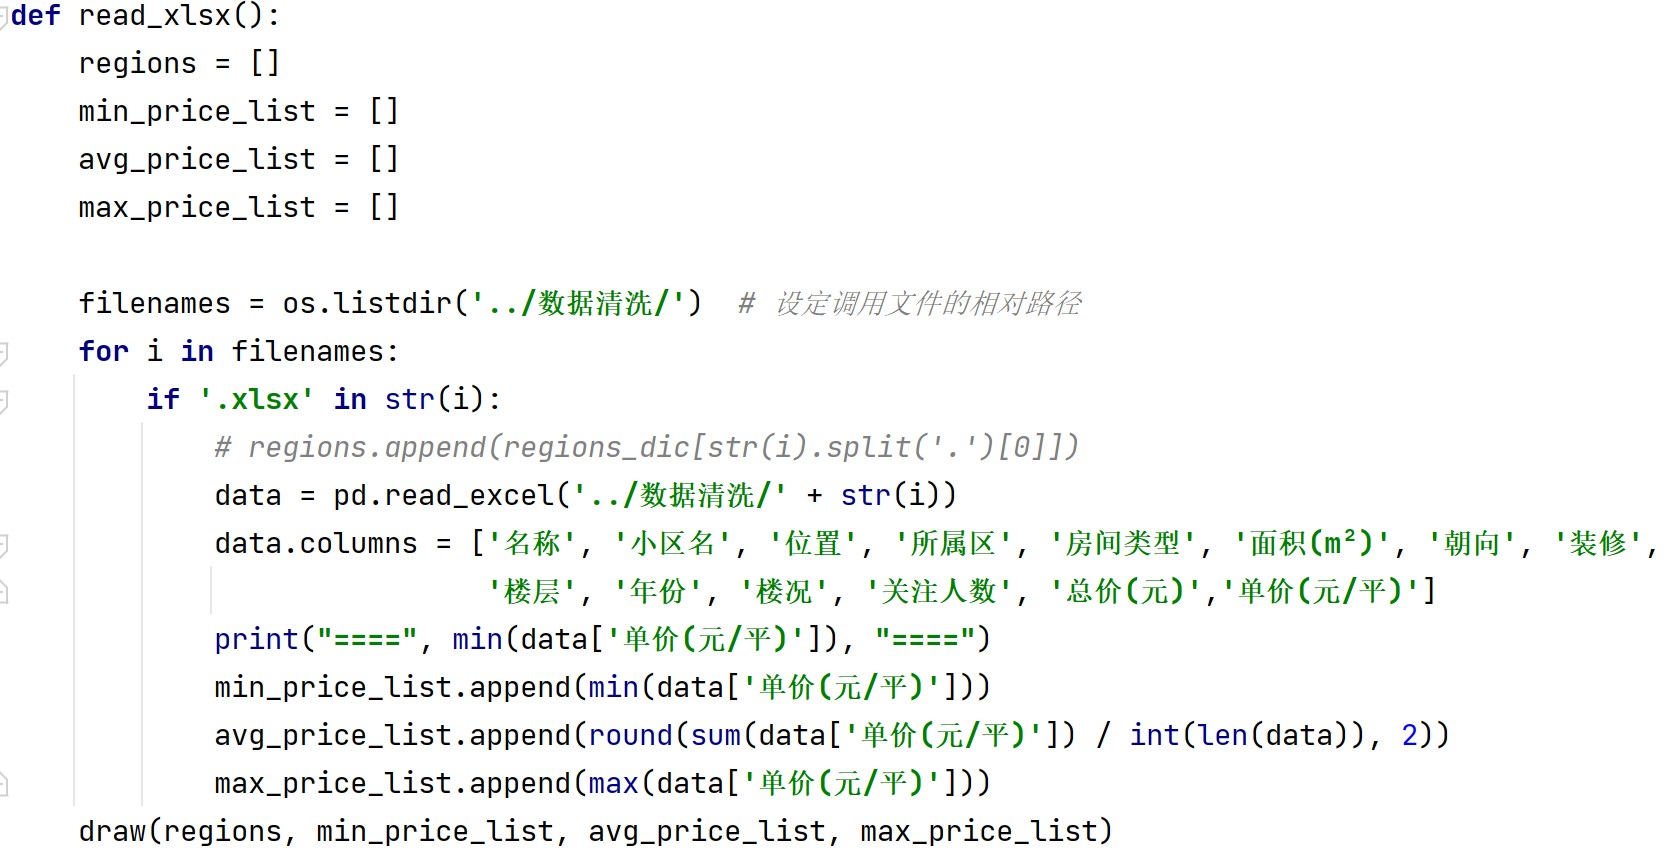 def read_xlsx():
    regions = []
    min_price_list = []
    avg_price_list = []
    max_price_list = []

    filenames = os.listdir('../数据清洗/')  # 设定调用文件的相对路径
    for i in filenames:
        if '.xlsx' in str(i):
            # regions.append(regions_dic[str(i).split('.')[0]])
            data = pd.read_excel('../数据清洗/' + str(i))
            data.columns = ['名称', '小区名', '位置', '所属区', '房间类型', '面积(m²)', '朝向', '装修',
                            '楼层', '年份', '楼况', '关注人数', '总价(元)','单价(元/平)']
            print("====", min(data['单价(元/平)']), "====")
            min_price_list.append(min(data['单价(元/平)']))
            avg_price_list.append(round(sum(data['单价(元/平)']) / int(len(data)), 2))
            max_price_list.append(max(data['单价(元/平)']))
    draw(regions, min_price_list, avg_price_list, max_price_list)